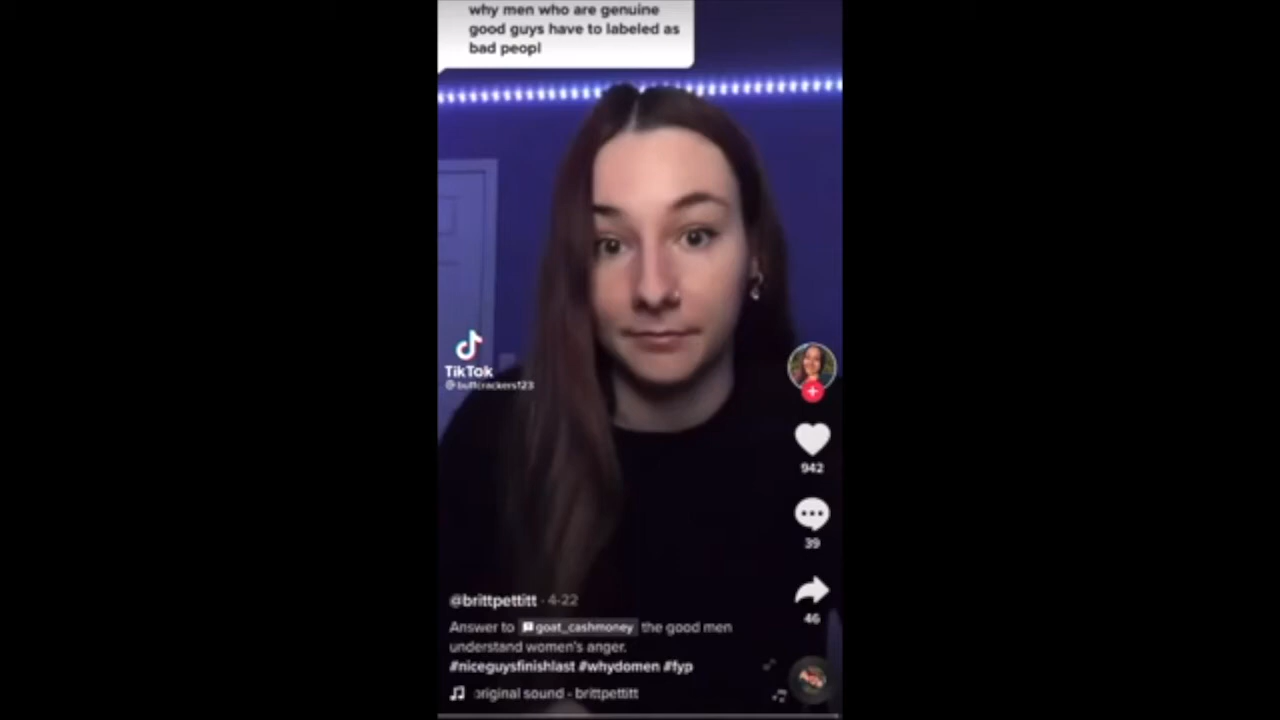 why men who are genuine
good guys have to labeled as
bad peopl
TikTok
@buttcrackers123
942
39
46
@brittpettitt · 4-22
Answer to goat_cashmoney the good men
understand women's anger.
#niceguysfinishlast #whydomen #fyp
original sound - brittpettitt